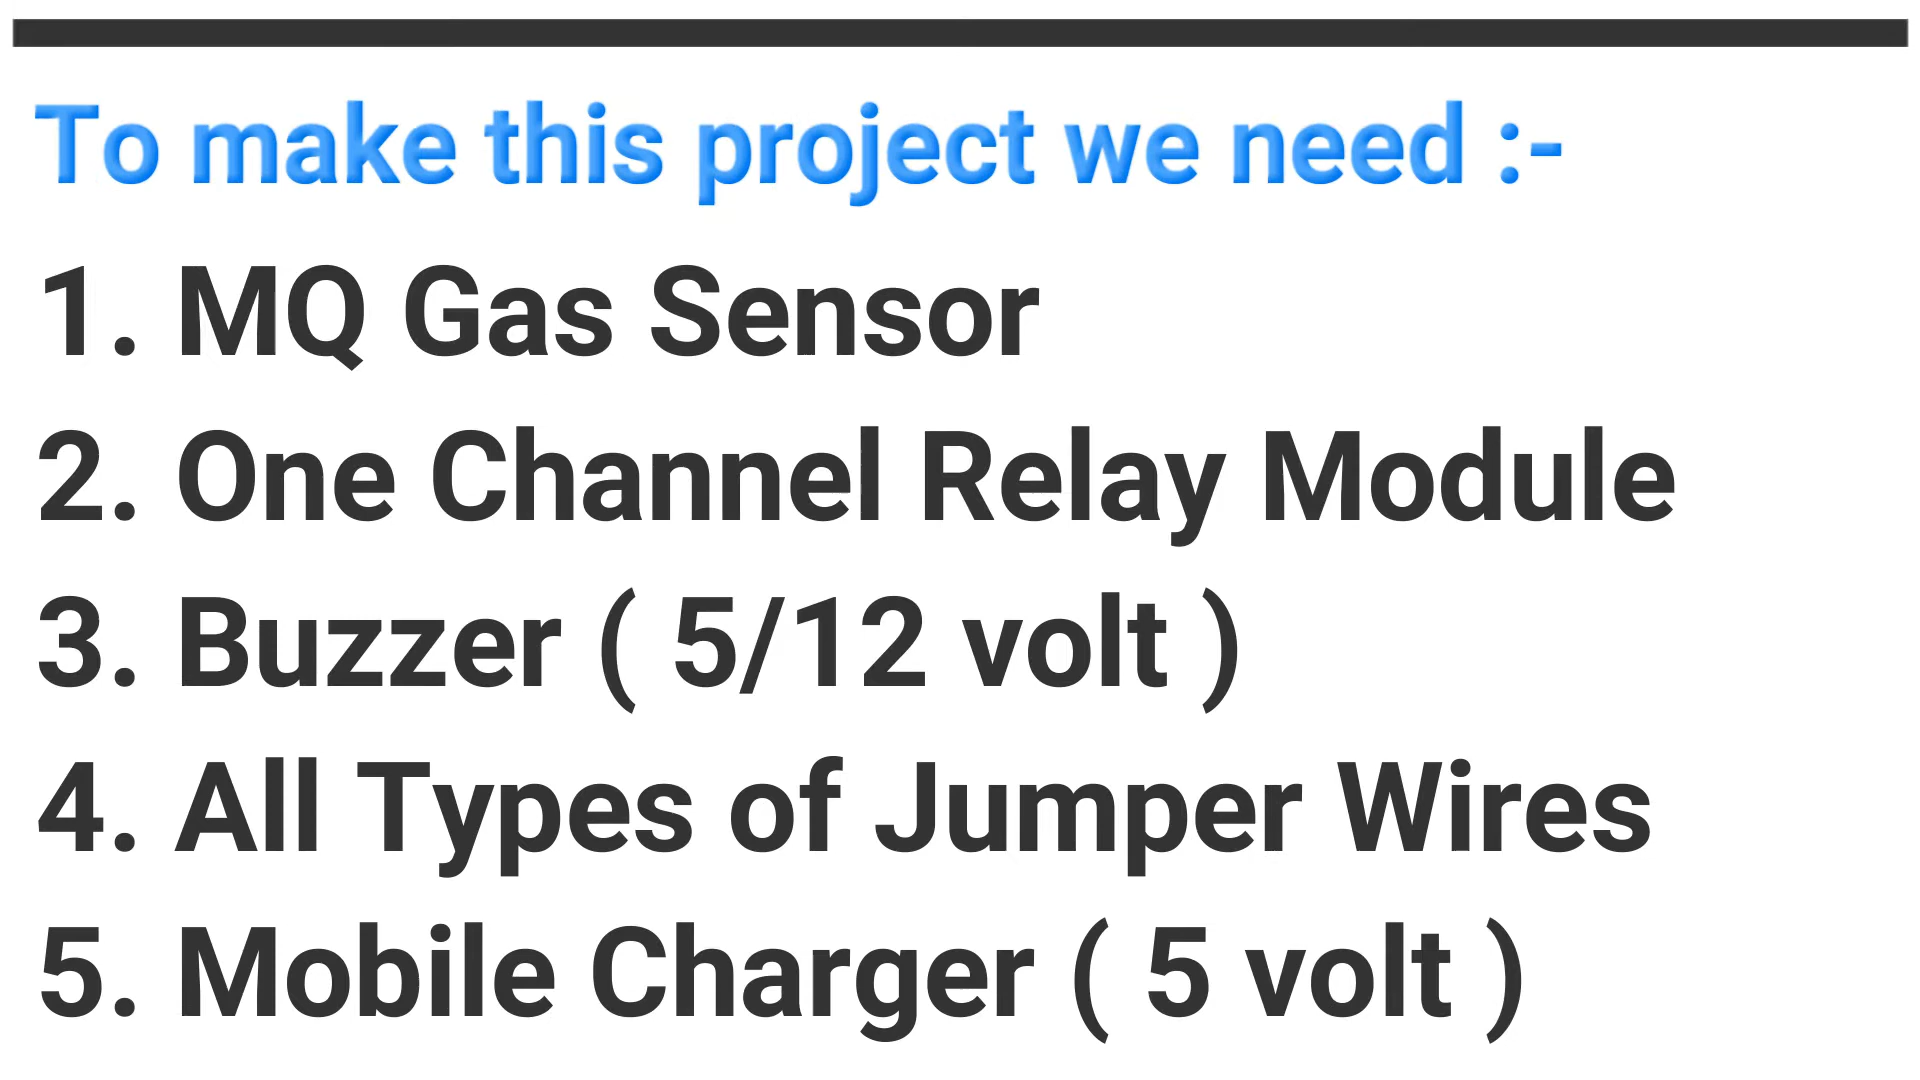 To make this project we need :-
1. MQ Gas Sensor
2. One Channel Relay Module
3. Buzzer ( 5/12 volt )
4. All Types of Jumper Wires
5. Mobile Charger ( 5 volt )